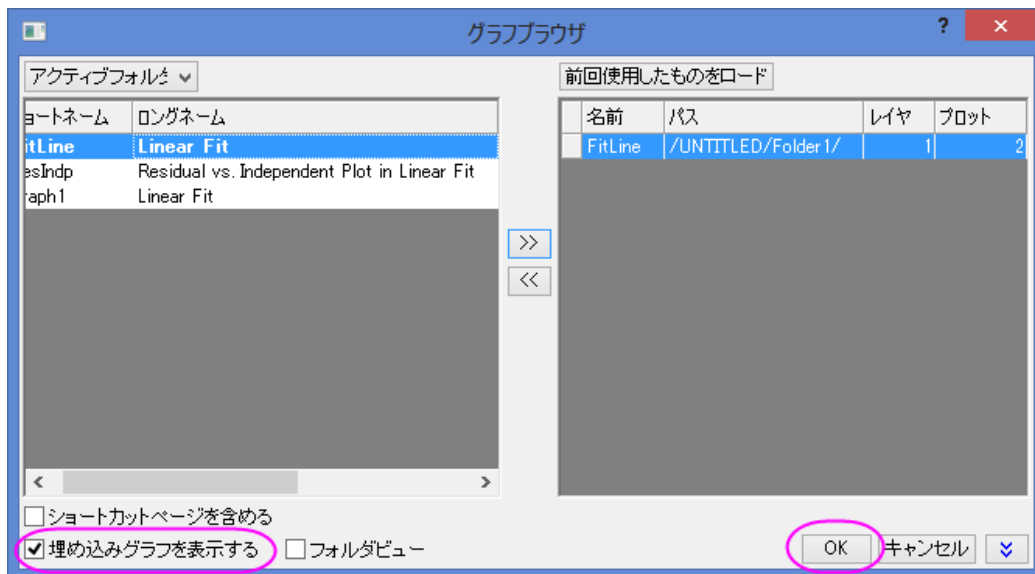 グラフブラウザ
?
アクティブフォルダ
前回使用したものをロード
ョートネーム ロングネーム
itLine Linear Fit
esIndp Residual vs. Independent Plot in Linear Fit
raph1 Linear Fit
名前 パス レイヤ プロット
FitLine /UNTITLED/Folder1/ 1 2
>>
<<
ショートカットページを含める
埋め込みグラフを表示する フォルダビュー
OK キャンセル